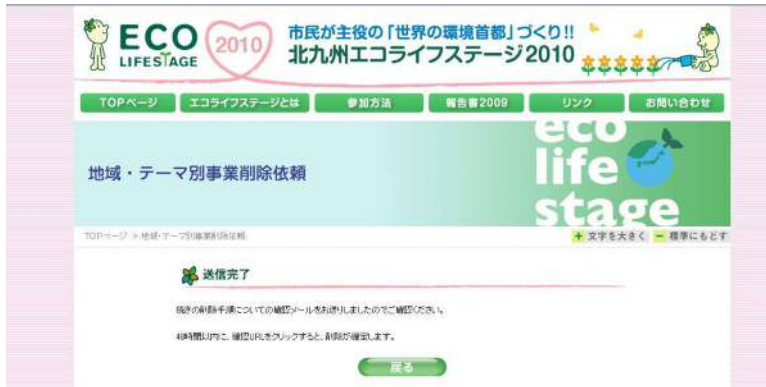 ECO
LIFESTAGE
2010
市民が主役の「世界の環境首都」づくり!!
北九州エコライフステージ2010
TOPページ
エコライフステージとは
参加方法
報告書2009
リンク
お問い合わせ
地域・テーマ別事業削除依頼
eco
life
stage
TOPページ > 地域・テーマ別事業削除依頼
+ 文字を大きく - 標準にもどす
送信完了
続きの削除手順についての確認メールをお送りしましたのでご確認ください。
48時間以内に、確認URLをクリックすると、削除が確定します。
戻る